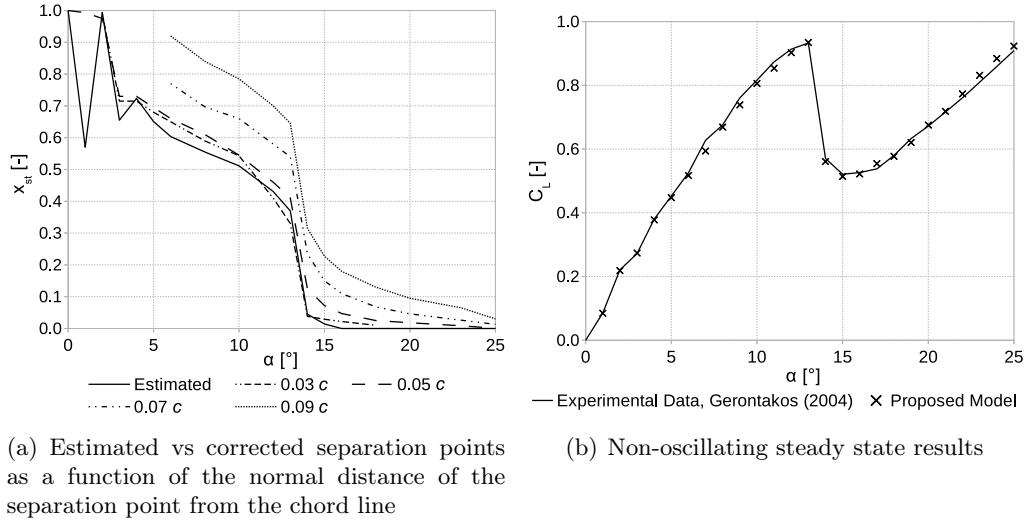 1.0
0.9
0.8
0.7
0.6
0.5
0.4
0.3
0.2
0.1
0.0
x_st [-]
0 5 10 15 20 25
α [°]
Estimated 0.03 c 0.05 c
0.07 c 0.09 c
(a) Estimated vs corrected separation points
as a function of the normal distance of the
separation point from the chord line
1.0
0.8
0.6
0.4
0.2
0.0
C_L [-]
0 5 10 15 20 25
α [°]
Experimental Data, Gerontakos (2004) × Proposed Model
(b) Non-oscillating steady state results